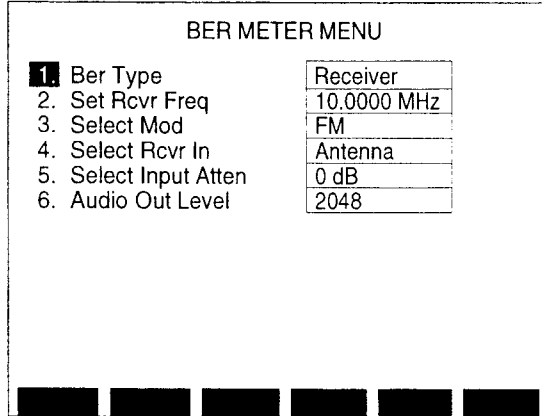 BER METER MENU
1. Ber Type Receiver
2. Set Rcvr Freq 10.0000 MHz
3. Select Mod FM
4. Select Rcvr In Antenna
5. Select Input Atten 0 dB
6. Audio Out Level 2048